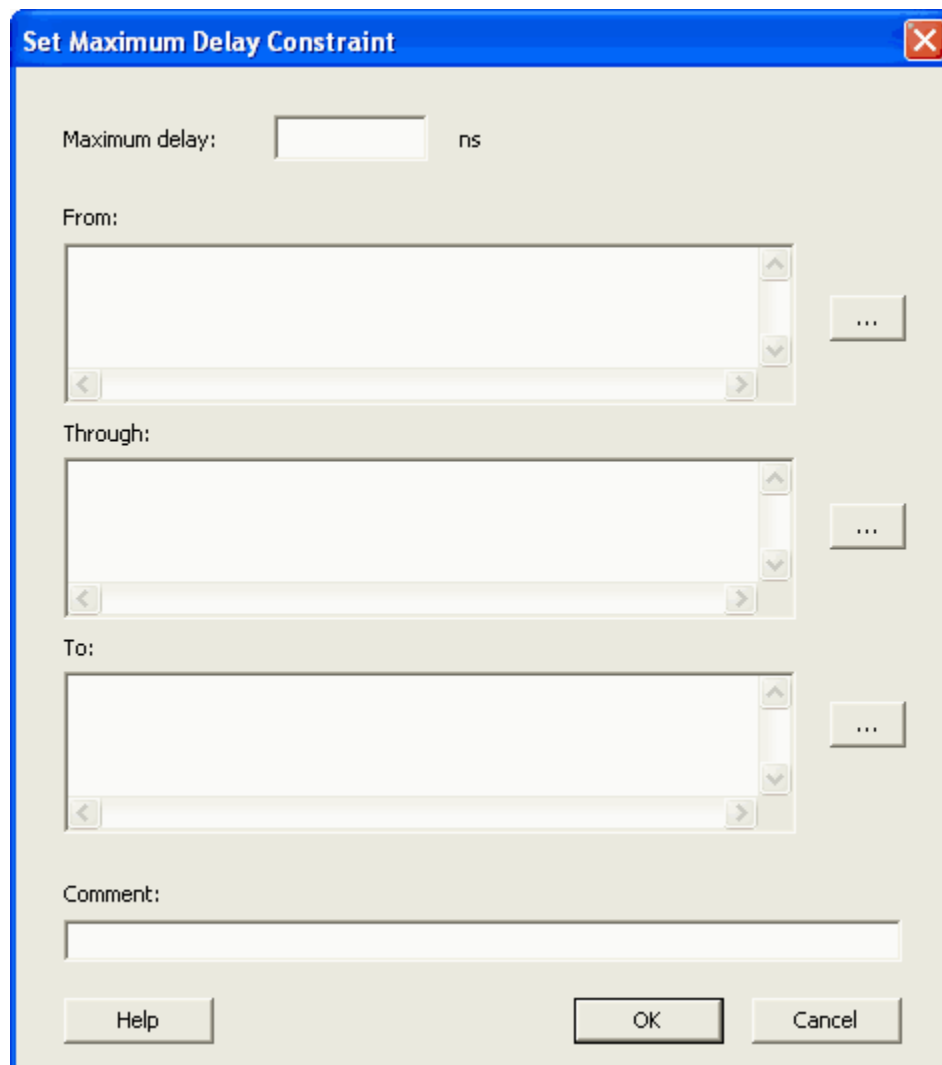 Set Maximum Delay Constraint
Maximum delay: ns
From:
...
Through:
...
To:
...
Comment:
Help OK Cancel